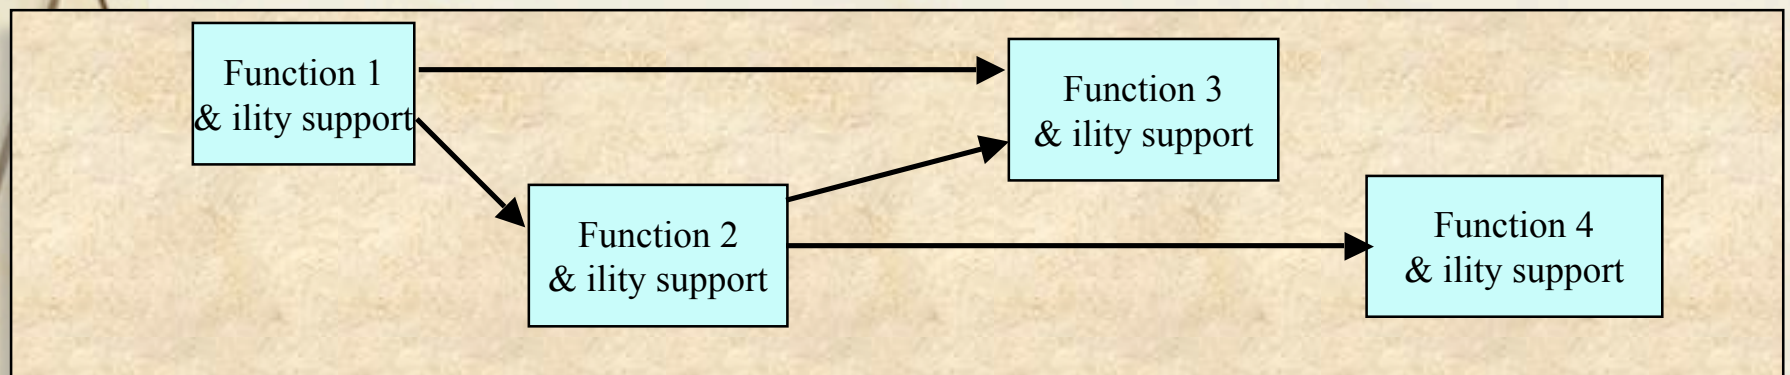 Function 1
& ility support
Function 3
& ility support
Function 2
& ility support
Function 4
& ility support